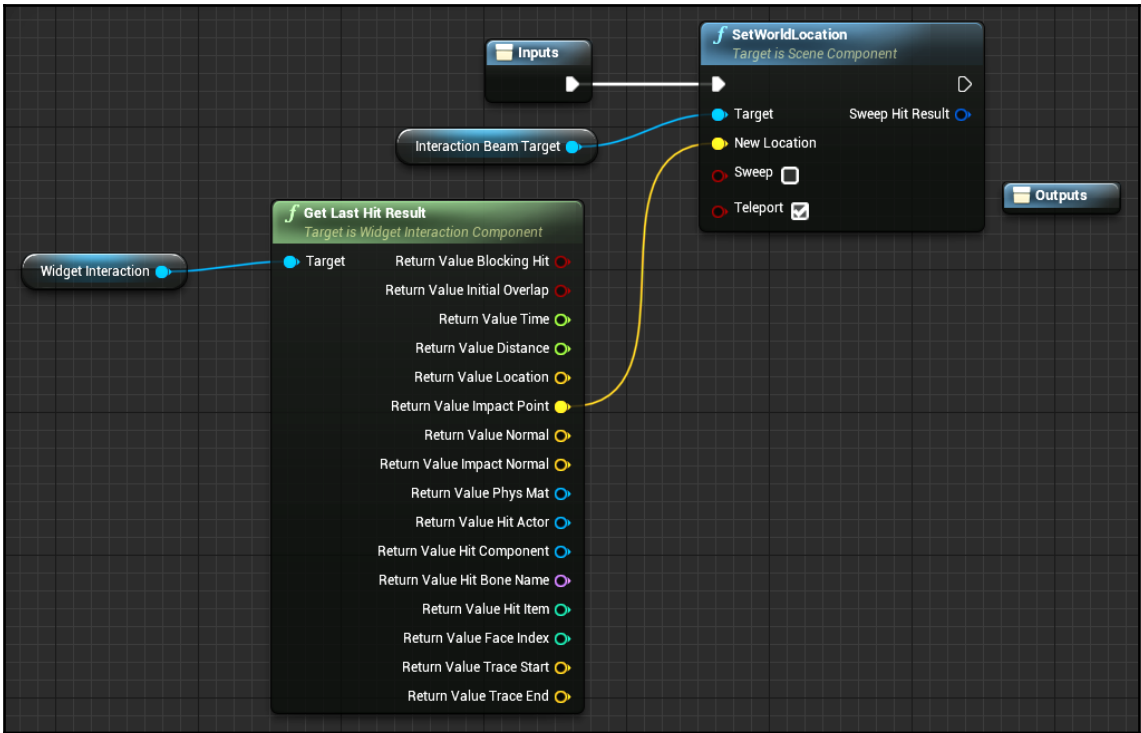 Inputs
SetWorldLocation
Target is Scene Component
Target
Sweep Hit Result
New Location
Sweep
Teleport
Interaction Beam Target
Outputs
Get Last Hit Result
Target is Widget Interaction Component
Widget Interaction
Target
Return Value Blocking Hit
Return Value Initial Overlap
Return Value Time
Return Value Distance
Return Value Location
Return Value Impact Point
Return Value Normal
Return Value Impact Normal
Return Value Phys Mat
Return Value Hit Actor
Return Value Hit Component
Return Value Hit Bone Name
Return Value Hit Item
Return Value Face Index
Return Value Trace Start
Return Value Trace End